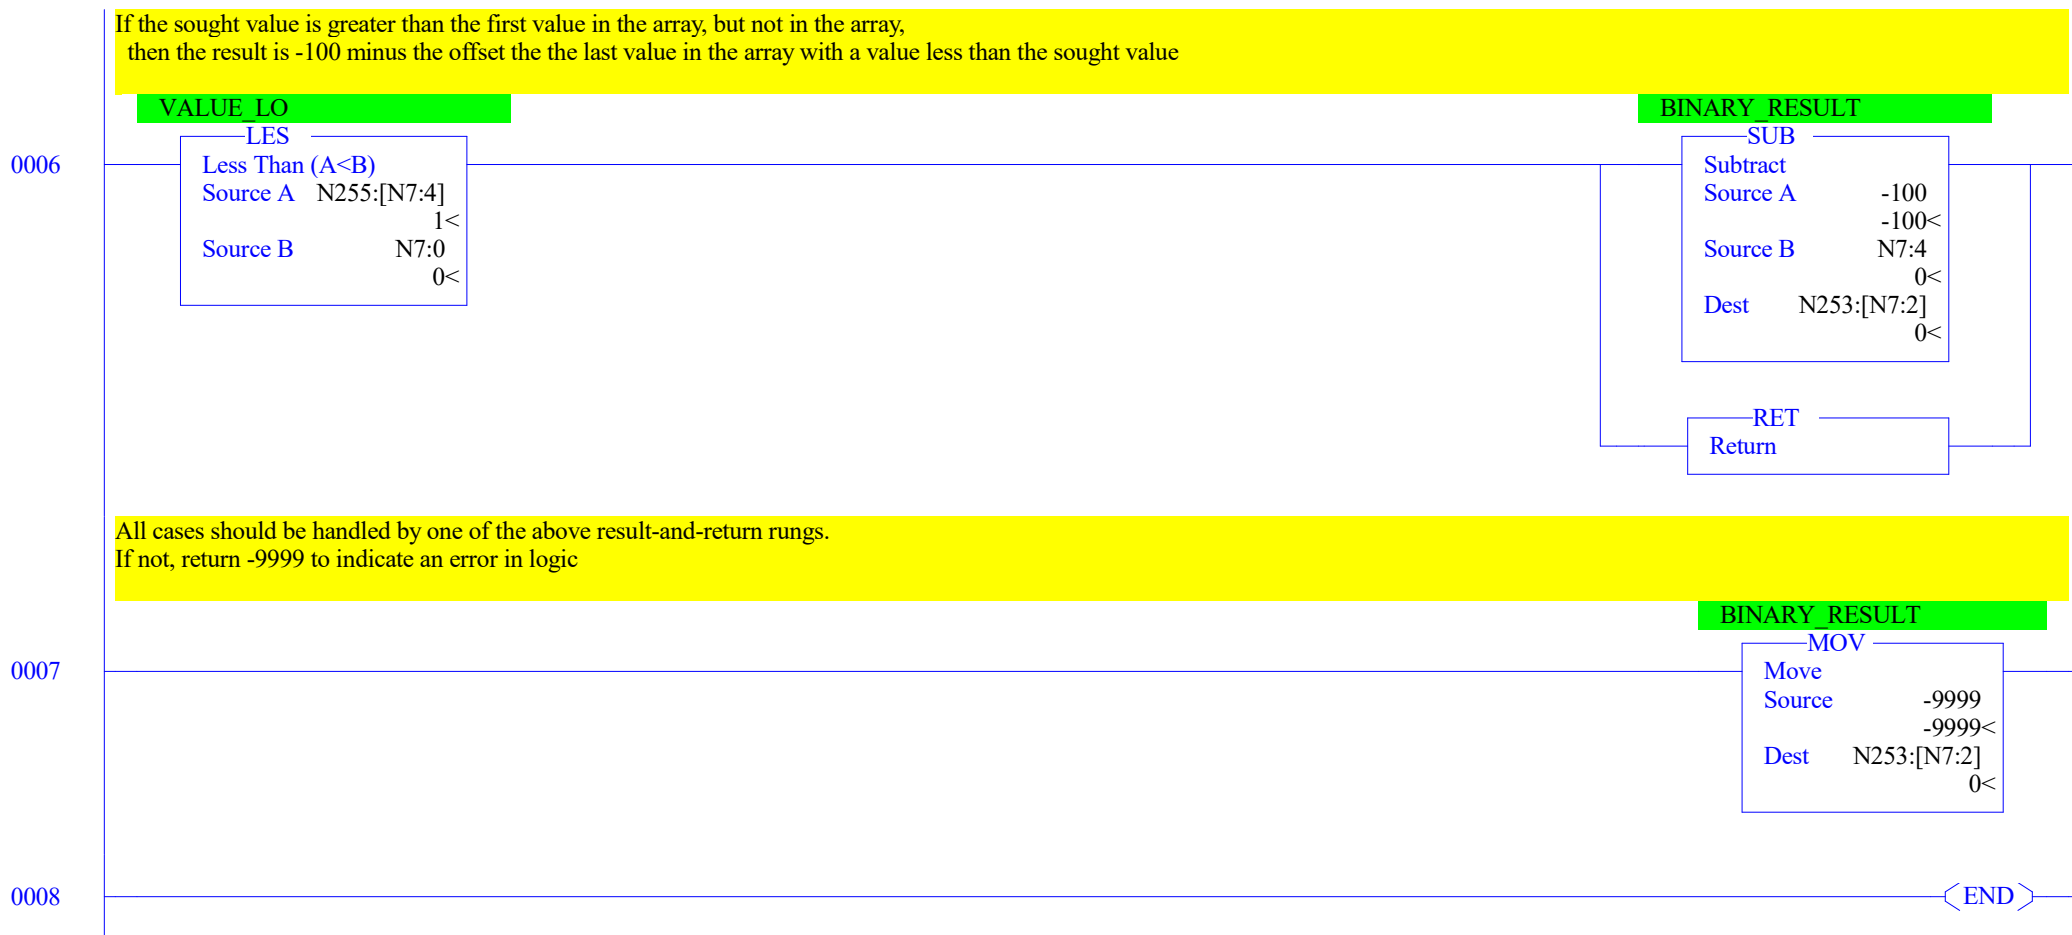 If the sought value is greater than the first value in the array, but not in the array,
then the result is -100 minus the offset the the last value in the array with a value less than the sought value
VALUE_LO
BINARY_RESULT
0006
LES
Less Than (A<B)
Source A N255:[N7:4]
1<
Source B N7:0
0<
SUB
Subtract
Source A -100
-100<
Source B N7:4
0<
Dest N253:[N7:2]
0<
RET
Return
All cases should be handled by one of the above result-and-return rungs.
If not, return -9999 to indicate an error in logic
BINARY_RESULT
0007
MOV
Move
Source -9999
-9999<
Dest N253:[N7:2]
0<
0008
END